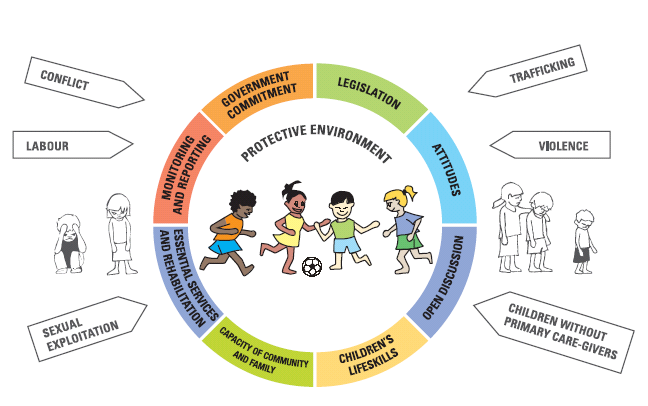 CONFLICT
LABOUR
SEXUAL
EXPLOITATION
GOVERNMENT
COMMITMENT
LEGISLATION
MONITORING
AND REPORTING
ATTITUDES
PROTECTIVE ENVIRONMENT
ESSENTIAL SERVICES
AND REHABILITATION
OPEN DISCUSSION
CAPACITY OF COMMUNITY
AND FAMILY
CHILDREN'S
LIFESKILLS
TRAFFICKING
VIOLENCE
CHILDREN WITHOUT
PRIMARY CARE-GIVERS